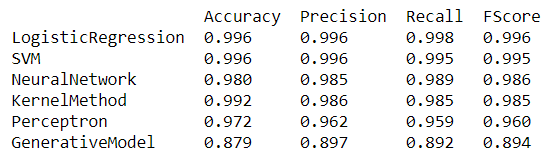 Accuracy Precision Recall FScore
LogisticRegression 0.996 0.996 0.998 0.996
SVM 0.996 0.996 0.995 0.995
NeuralNetwork 0.980 0.985 0.989 0.986
KernelMethod 0.992 0.986 0.985 0.985
Perceptron 0.972 0.962 0.959 0.960
GenerativeModel 0.879 0.897 0.892 0.894